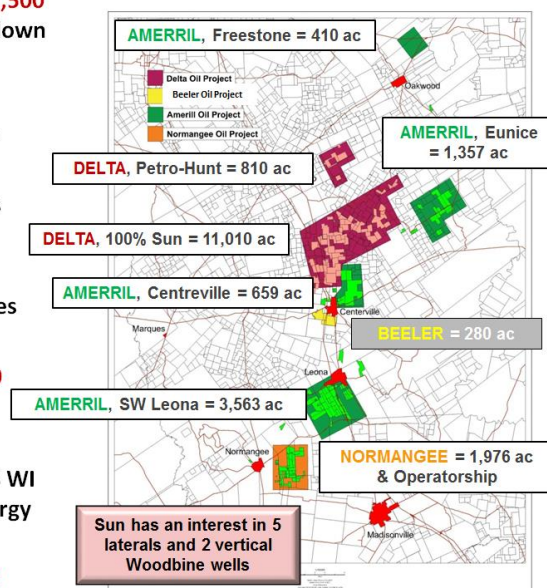 ,500
down
AMERRIL, Freestone = 410 ac
Delta Oil Project
Beeler Oil Project
Amerill Oil Project
Normangee Oil Project
Oakwood
AMERRIL, Eunice
= 1,357 ac
DELTA, Petro-Hunt = 810 ac
DELTA, 100% Sun = 11,010 ac
AMERRIL, Centreville = 659 ac
es
Centerville
Marques
BEELER = 280 ac
Leona
)
AMERRIL, SW Leona = 3,563 ac
Normangee
NORMANGEE = 1,976 ac
& Operatorship
WI
rgy
Sun has an interest in 5
laterals and 2 vertical
Woodbine wells
Madisonville